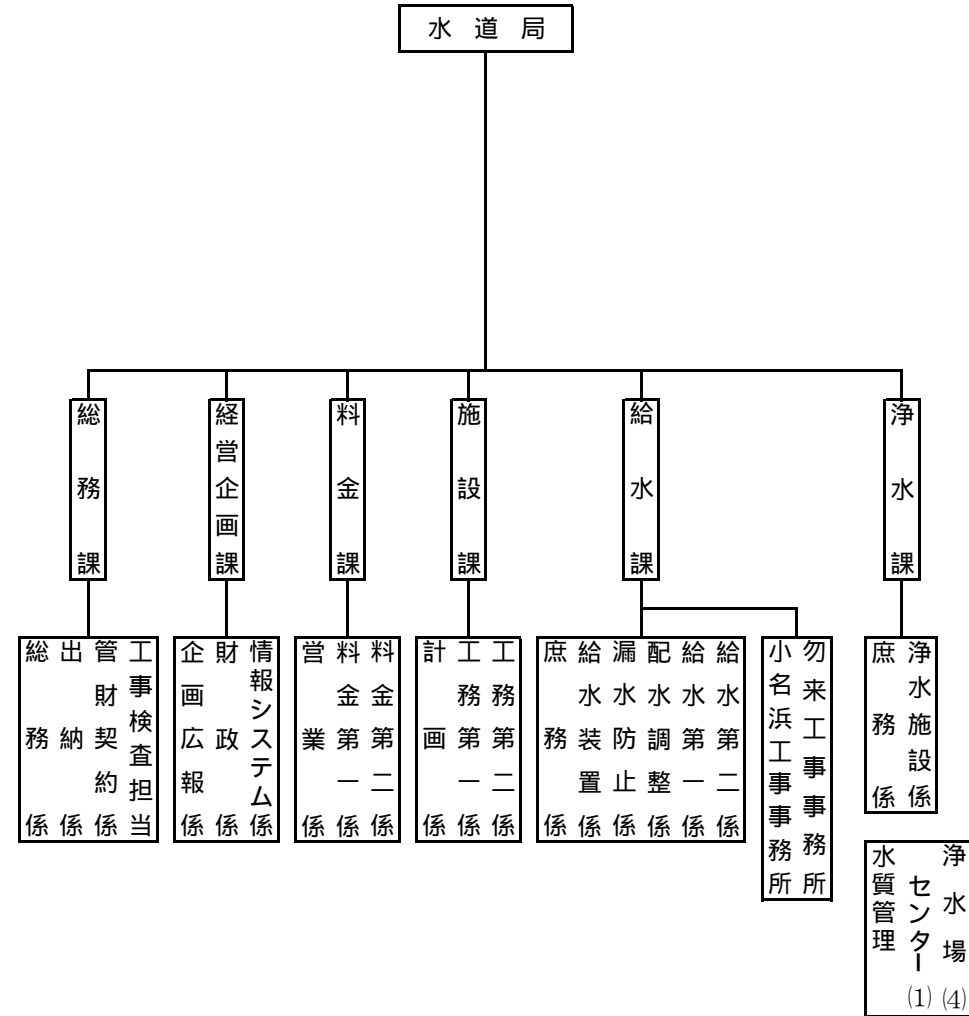 水道局
総務課
経営企画課
料金課
施設課
給水課
浄水課
総務係
出納係
管財契約係
工事検査担当
企画広報係
財政係
情報システム係
営業係
料金第一係
料金第二係
計画係
工務第一係
工務第二係
庶務係
給水装置係
漏水防止係
配水調整係
給水第一係
給水第二係
小名浜工事事務所
勿来工事事務所
庶務係
浄水施設係
水質管理
センター(1)
浄水場(4)